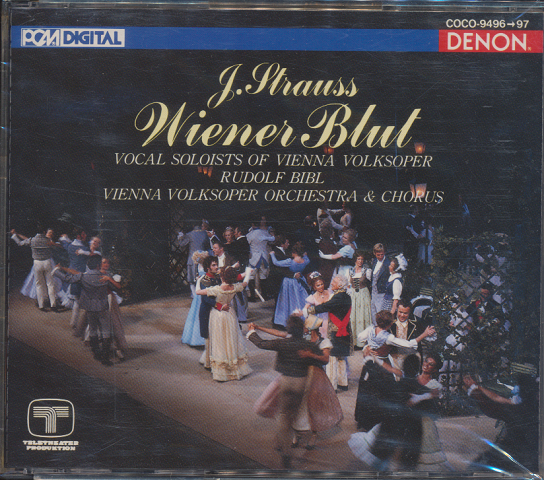 COCO-9496→97
PCM DIGITAL
DENON
J. Strauss
Wiener Blut
VOCAL SOLOISTS OF VIENNA VOLKSOPER
RUDOLF BIBL
VIENNA VOLKSOPER ORCHESTRA & CHORUS
TELETHEATER
PRODUKTION